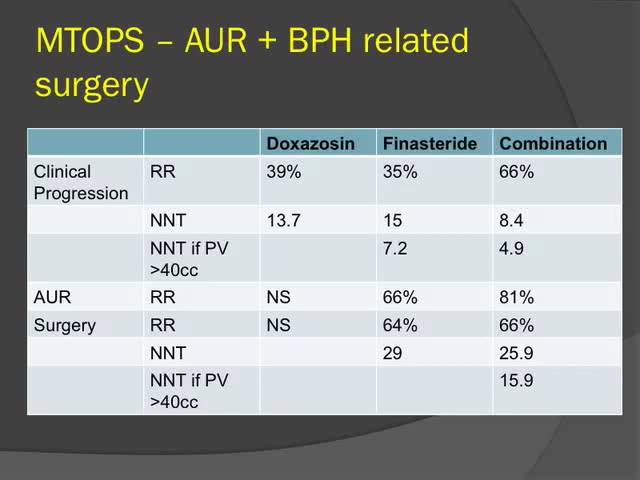 MTOPS – AUR + BPH related
surgery
Doxazosin Finasteride Combination
Clinical Progression RR 39% 35% 66%
NNT 13.7 15 8.4
NNT if PV >40cc 7.2 4.9
AUR RR NS 66% 81%
Surgery RR NS 64% 66%
NNT 29 25.9
NNT if PV >40cc 15.9